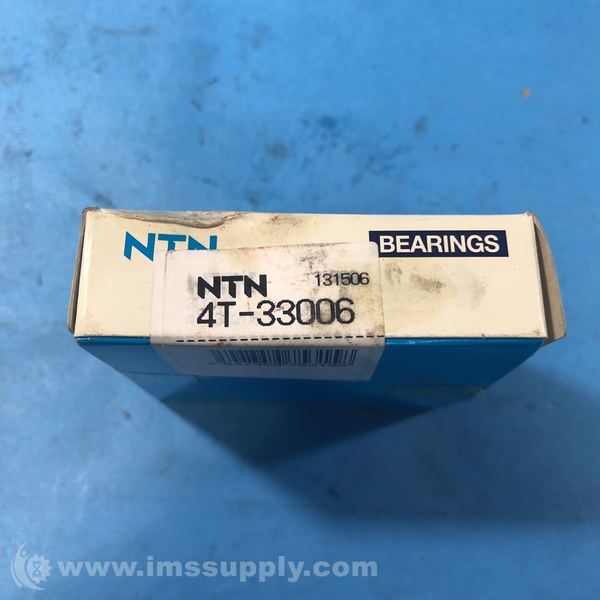 NTN
BEARINGS
NTN 131506
4T-33006
www.imssupply.com